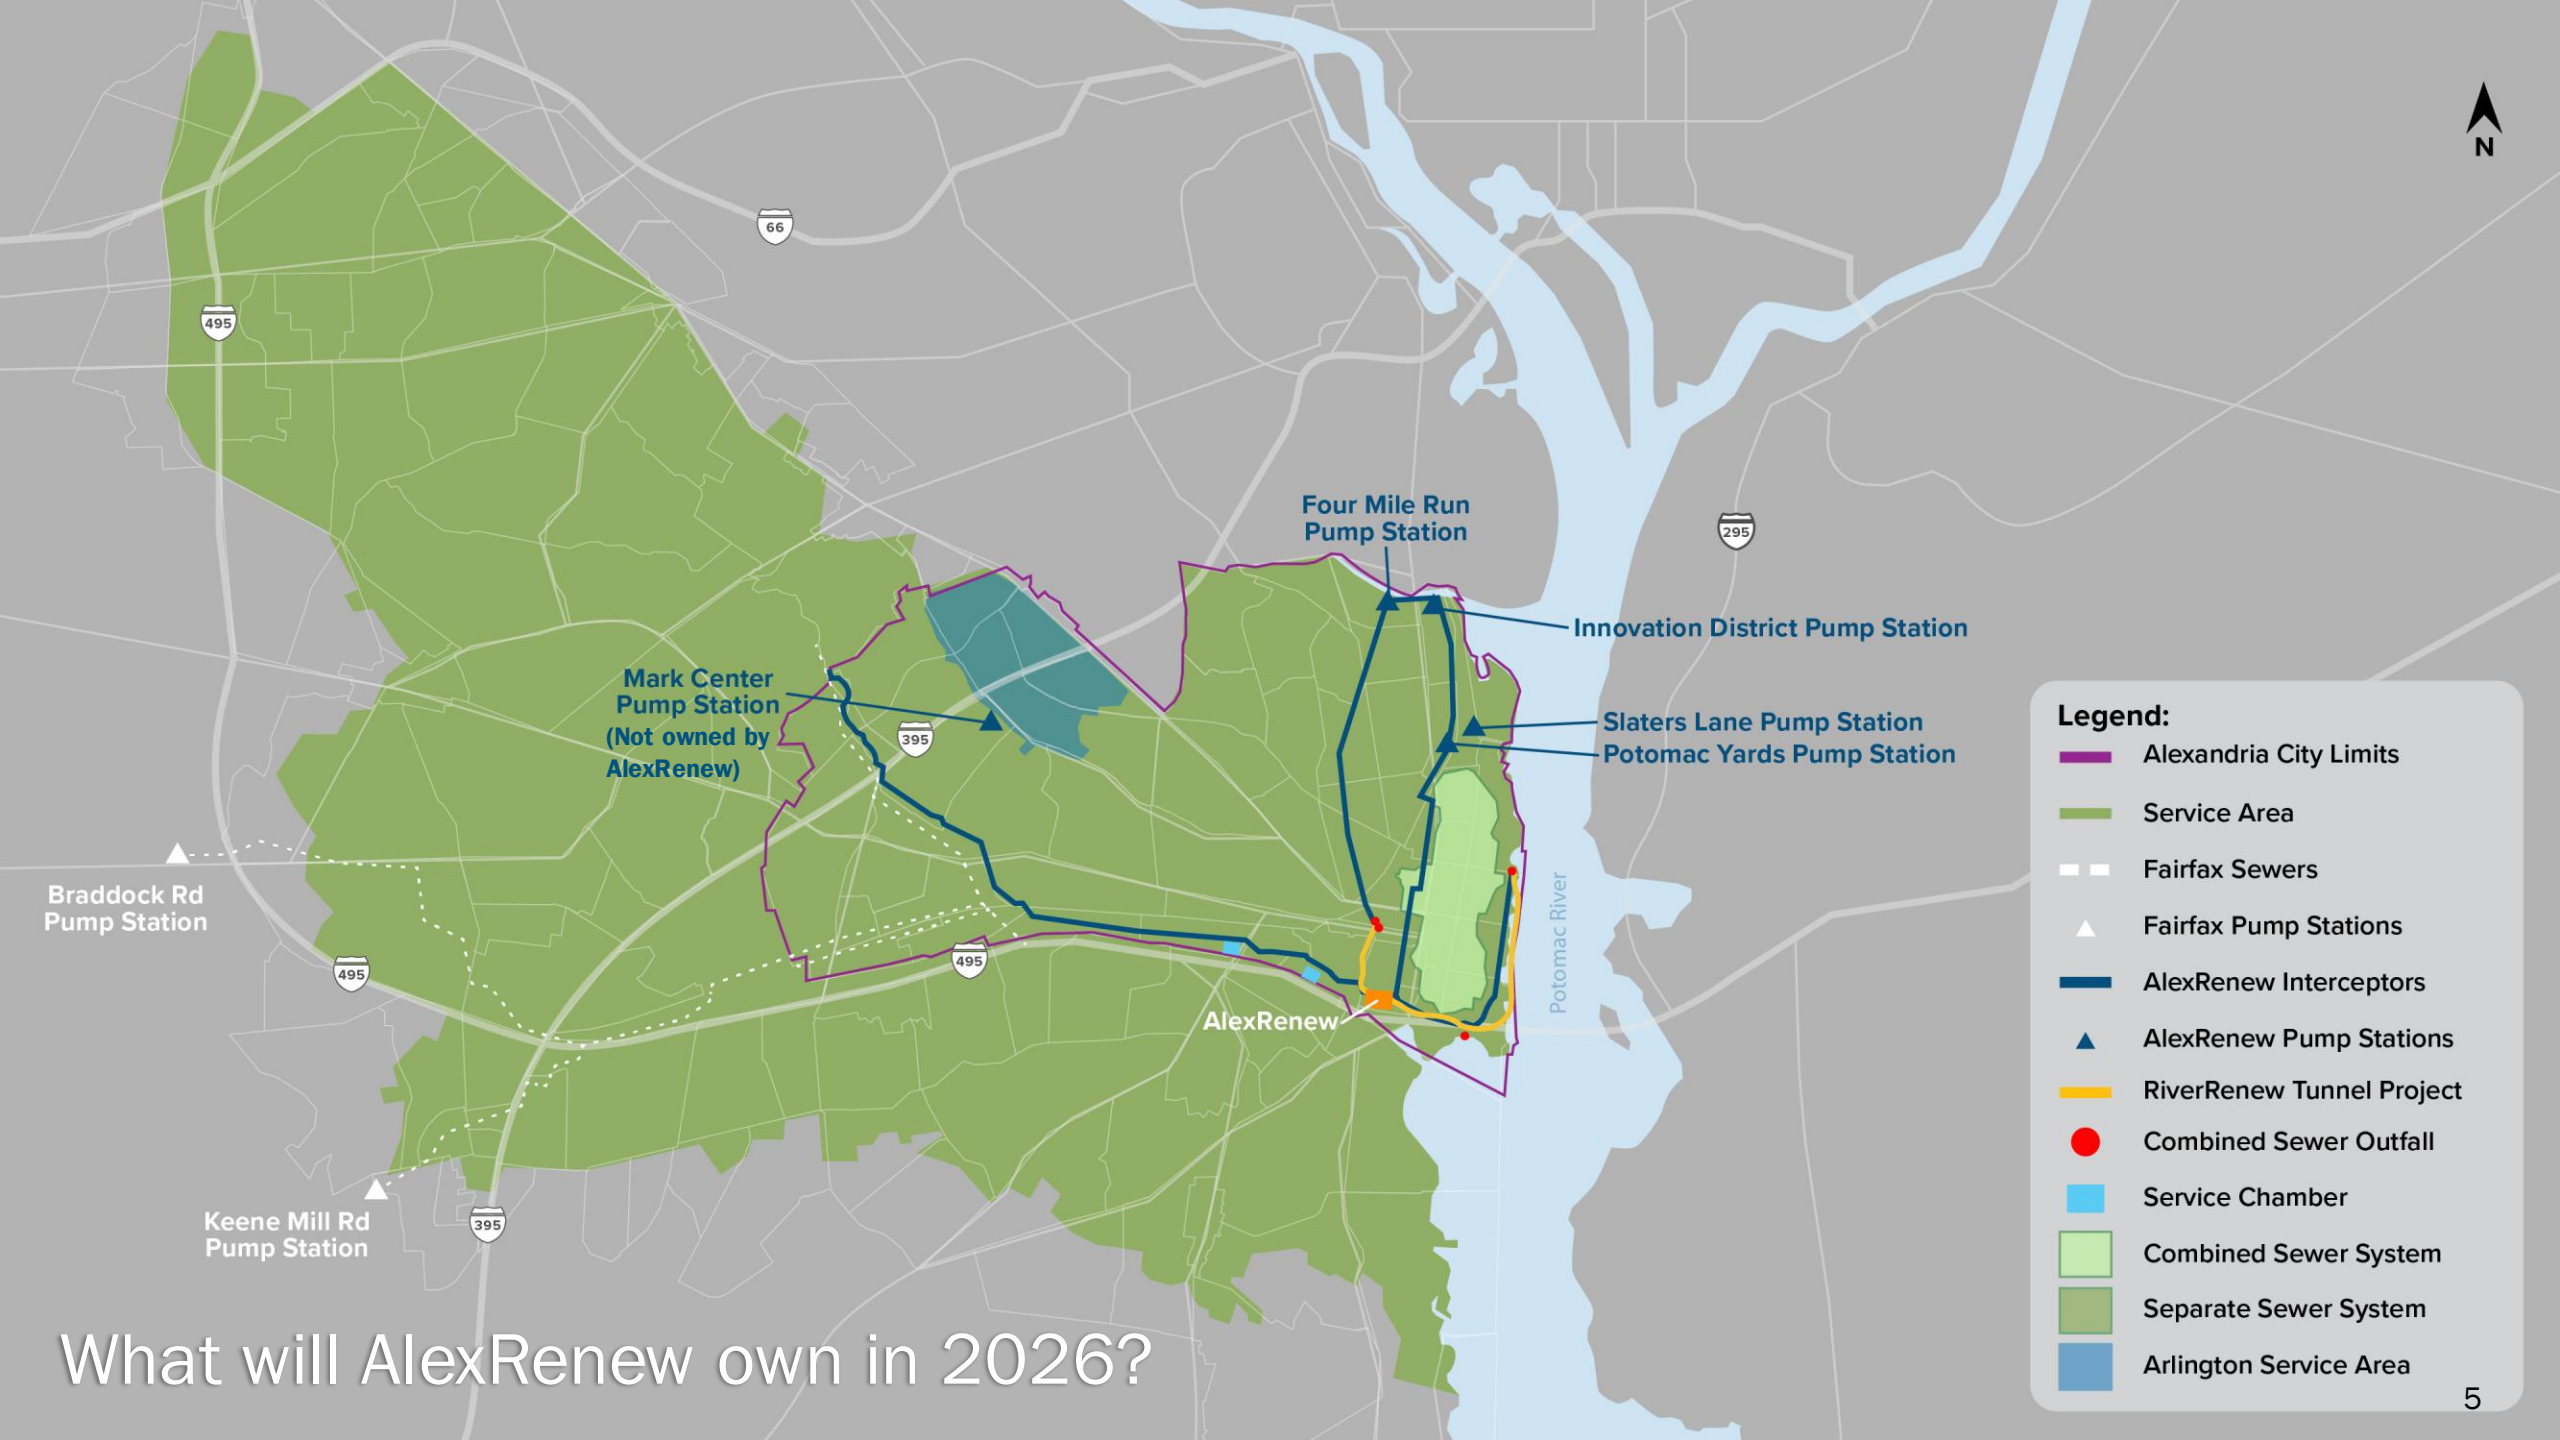 N
66
495
Four Mile Run
Pump Station
295
Innovation District Pump Station
Mark Center
Pump Station
(Not owned by
AlexRenew)
395
Slaters Lane Pump Station
Potomac Yards Pump Station
Braddock Rd
Pump Station
495
495
Potomac River
AlexRenew
Keene Mill Rd
Pump Station
395
Legend:
Alexandria City Limits
Service Area
Fairfax Sewers
Fairfax Pump Stations
AlexRenew Interceptors
AlexRenew Pump Stations
RiverRenew Tunnel Project
Combined Sewer Outfall
Service Chamber
Combined Sewer System
Separate Sewer System
Arlington Service Area
What will AlexRenew own in 2026?
5